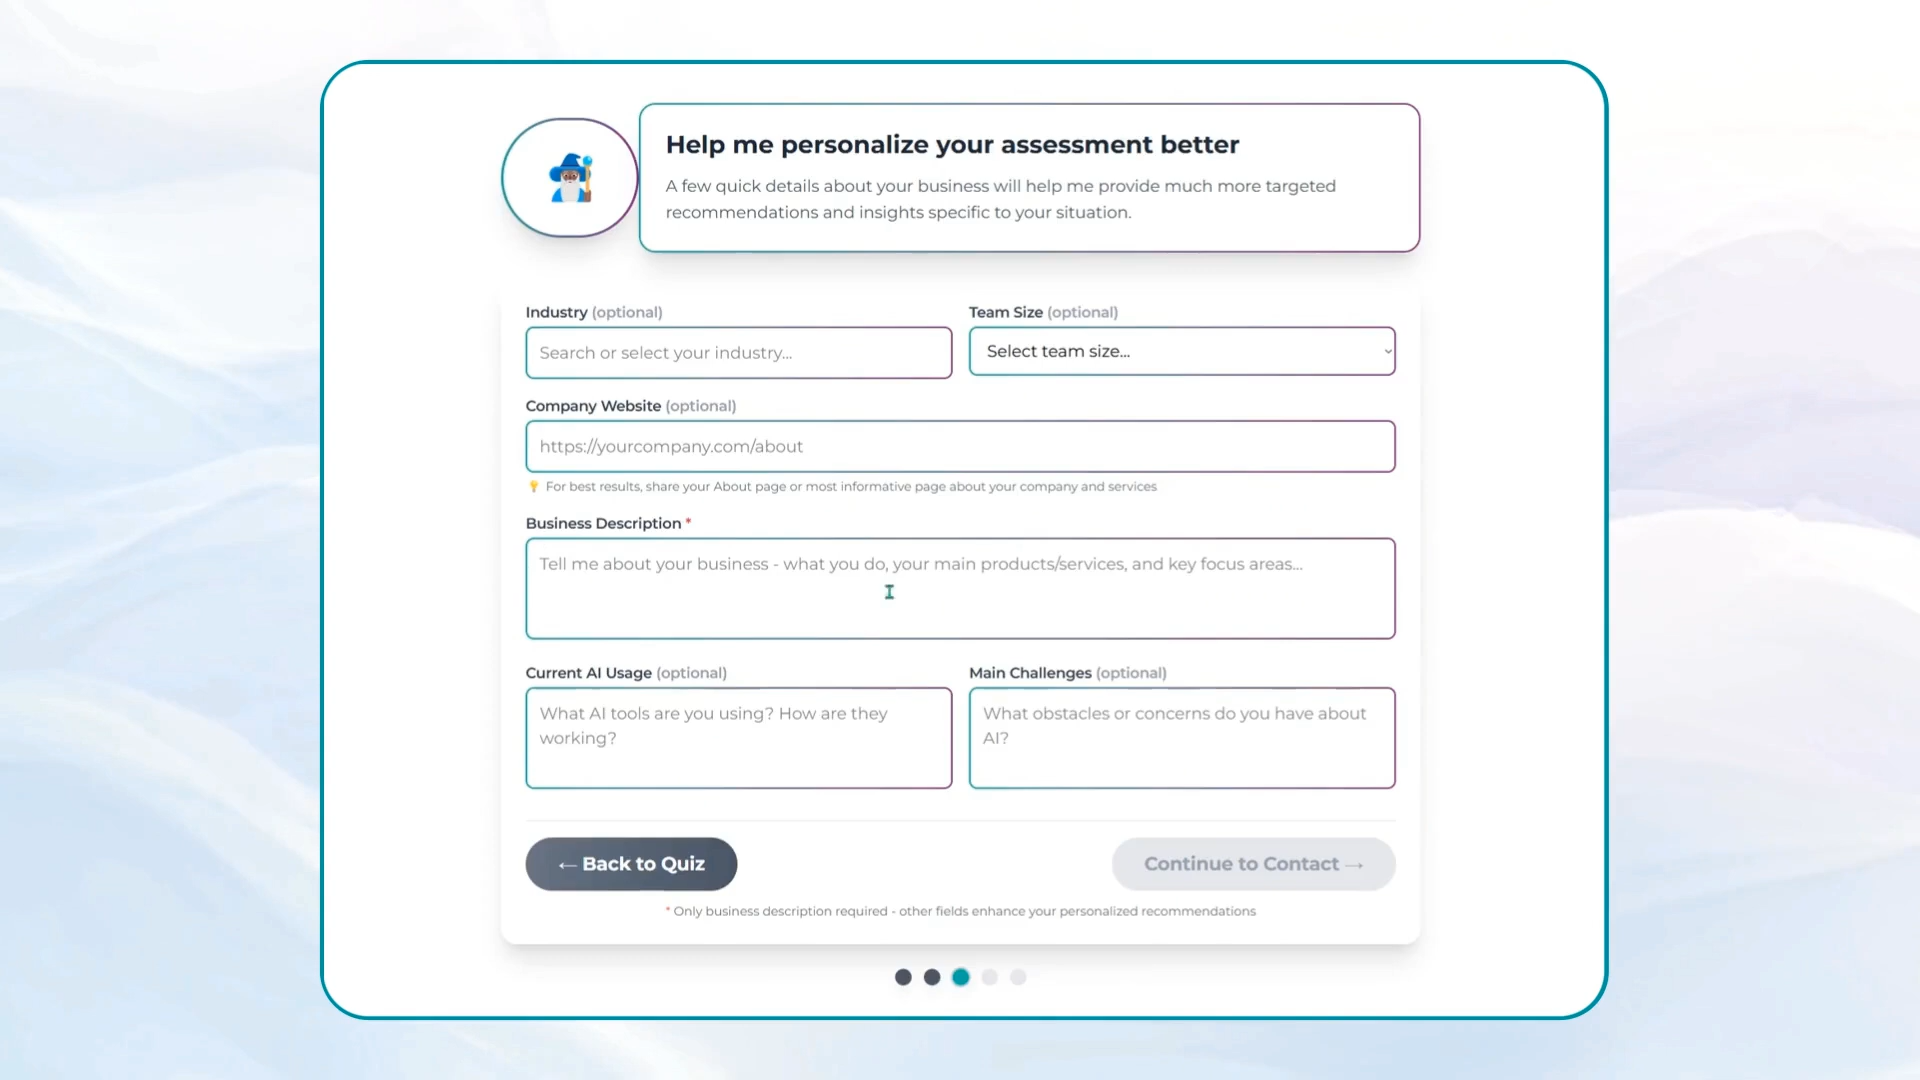 Help me personalize your assessment better
A few quick details about your business will help me provide much more targeted
recommendations and insights specific to your situation.
Industry (optional)
Team Size (optional)
Search or select your industry...
Select team size...
Company Website (optional)
https://yourcompany.com/about
For best results, share your About page or most informative page about your company and services
Business Description *
Tell me about your business - what you do, your main products/services, and key focus areas...
Current AI Usage (optional)
Main Challenges (optional)
What AI tools are you using? How are they
working?
What obstacles or concerns do you have about
AI?
← Back to Quiz
Continue to Contact →
* Only business description required - other fields enhance your personalized recommendations